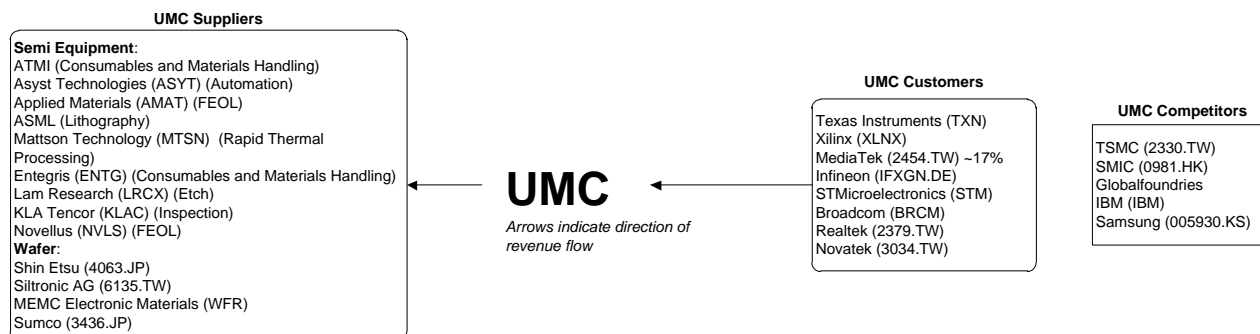 UMC Suppliers
Semi Equipment:
ATMI (Consumables and Materials Handling)
Asyst Technologies (ASYT) (Automation)
Applied Materials (AMAT) (FEOL)
ASML (Lithography)
Mattson Technology (MTSN)  (Rapid Thermal
Processing)
Entegris (ENTG) (Consumables and Materials Handling)
Lam Research (LRCX) (Etch)
KLA Tencor (KLAC) (Inspection)
Novellus (NVLS) (FEOL)
Wafer:
Shin Etsu (4063.JP)
Siltronic AG (6135.TW)
MEMC Electronic Materials (WFR)
Sumco (3436.JP)
UMC
Arrows indicate direction of
revenue flow
UMC Customers
Texas Instruments (TXN)
Xilinx (XLNX)
MediaTek (2454.TW) ~17%
Infineon (IFXGN.DE)
STMicroelectronics (STM)
Broadcom (BRCM)
Realtek (2379.TW)
Novatek (3034.TW)
UMC Competitors
TSMC (2330.TW)
SMIC (0981.HK)
Globalfoundries
IBM (IBM)
Samsung (005930.KS)